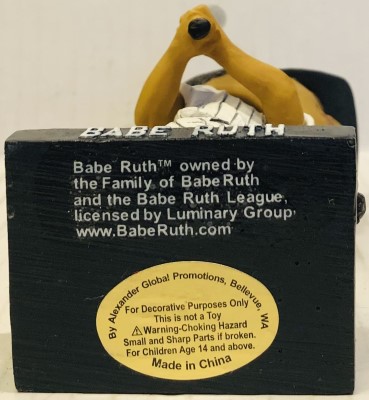 BABE RUTH
Babe Ruth™ owned by
the Family of Babe Ruth
and the Babe Ruth League,
licensed by Luminary Group
www.BabeRuth.com
By Alexander Global Promotions, Bellevue, WA
For Decorative Purposes Only
This is not a Toy
⚠Warning-Choking Hazard
Small and Sharp Parts if broken.
For Children Age 14 and above.
Made in China